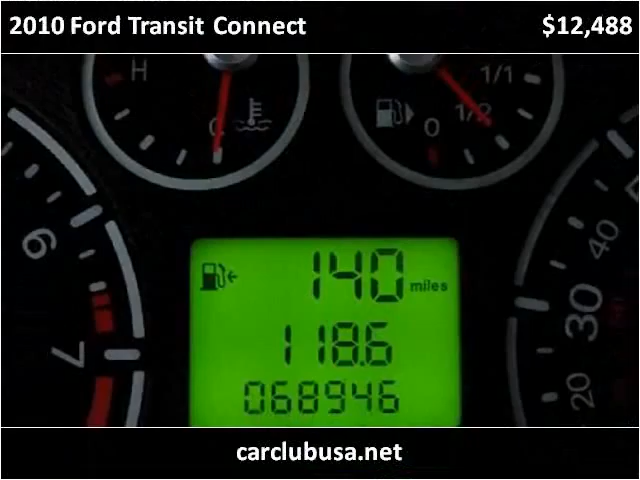 2010 Ford Transit Connect $12,488
H 1/1
C 0 1/2
6 40
140 miles
118.6 30
7
068946 20
carclubusa.net